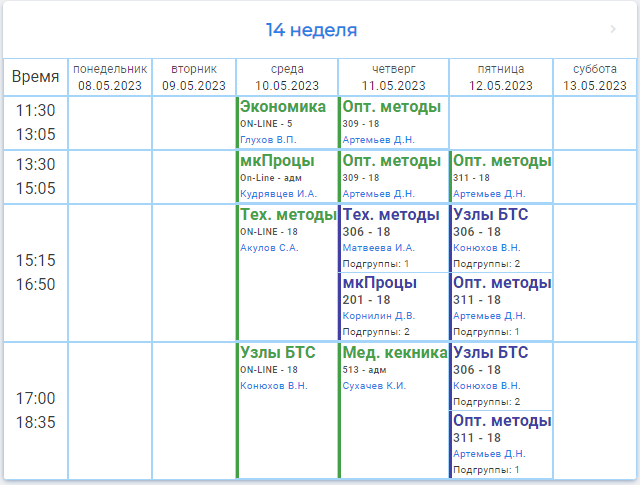 14 неделя
Время
понедельник
08.05.2023
вторник
09.05.2023
среда
10.05.2023
четверг
11.05.2023
пятница
12.05.2023
суббота
13.05.2023
11:30
13:05
Экономика
ON-LINE - 5
Глухов В.П.
Опт. методы
309 - 18
Артемьев Д.Н.
13:30
15:05
мкПроцы
On-Line - адм
Кудрявцев И.А.
Опт. методы
309 - 18
Артемьев Д.Н.
Опт. методы
311 - 18
Артемьев Д.Н.
15:15
16:50
Тех. методы
ON-LINE - 18
Акулов С.А.
Тех. методы
306 - 18
Матвеева И.А.
Подгруппы: 1
мкПроцы
201 - 18
Корнилин Д.В.
Подгруппы: 2
Узлы БТС
306 - 18
Конюхов В.Н.
Подгруппы: 2
Опт. методы
311 - 18
Артемьев Д.Н.
Подгруппы: 1
17:00
18:35
Узлы БТС
ON-LINE - 18
Конюхов В.Н.
Мед. кекника
513 - адм
Сухачев К.И.
Узлы БТС
306 - 18
Конюхов В.Н.
Подгруппы: 2
Опт. методы
311 - 18
Артемьев Д.Н.
Подгруппы: 1